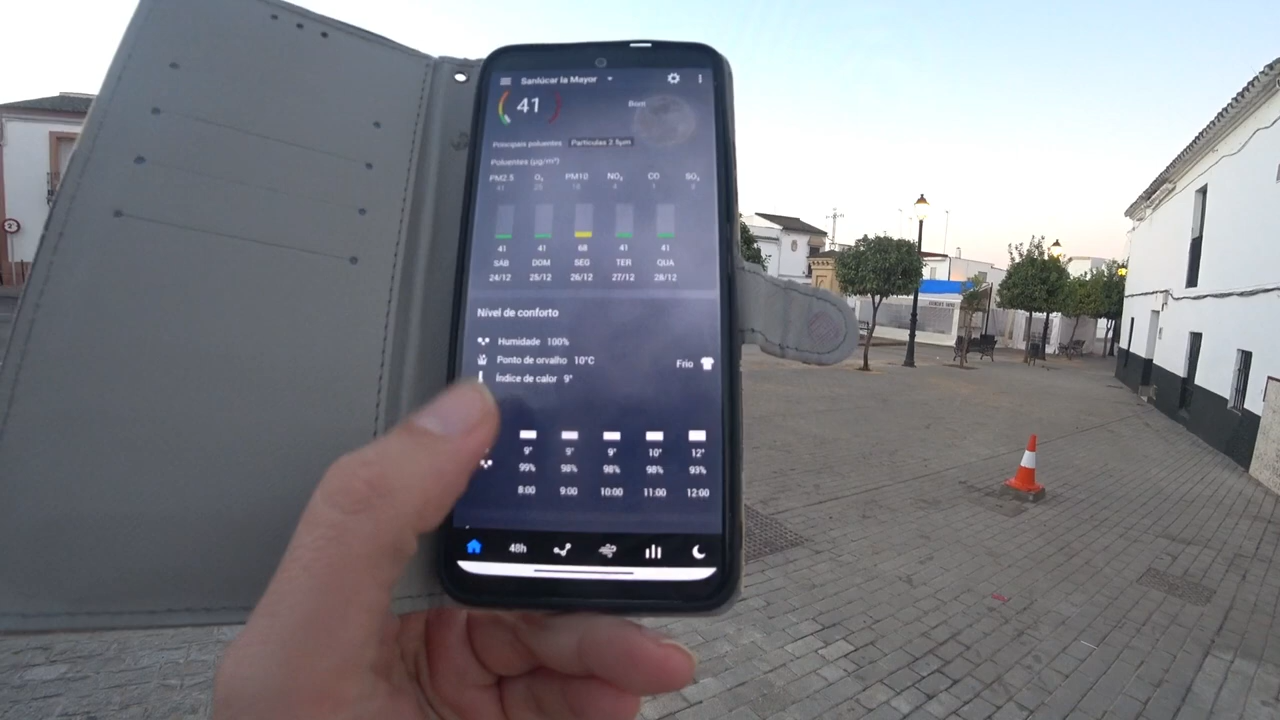 Sanlúcar la Mayor
41
Bom
Principais poluentes Partículas 2.5μm
Poluentes (μg/m³)
PM2.5 O₃ PM10 NO₂ CO SO₂
41 41 68 41 41
SÁB DOM SEG TER QUA
24/12 25/12 26/12 27/12 28/12
Nível de conforto
Humidade 100%
Ponto de orvalho 10°C
Frio
Índice de calor 9°
9° 9° 9° 10° 12°
99% 98% 98% 98% 93%
8:00 9:00 10:00 11:00 12:00
48h